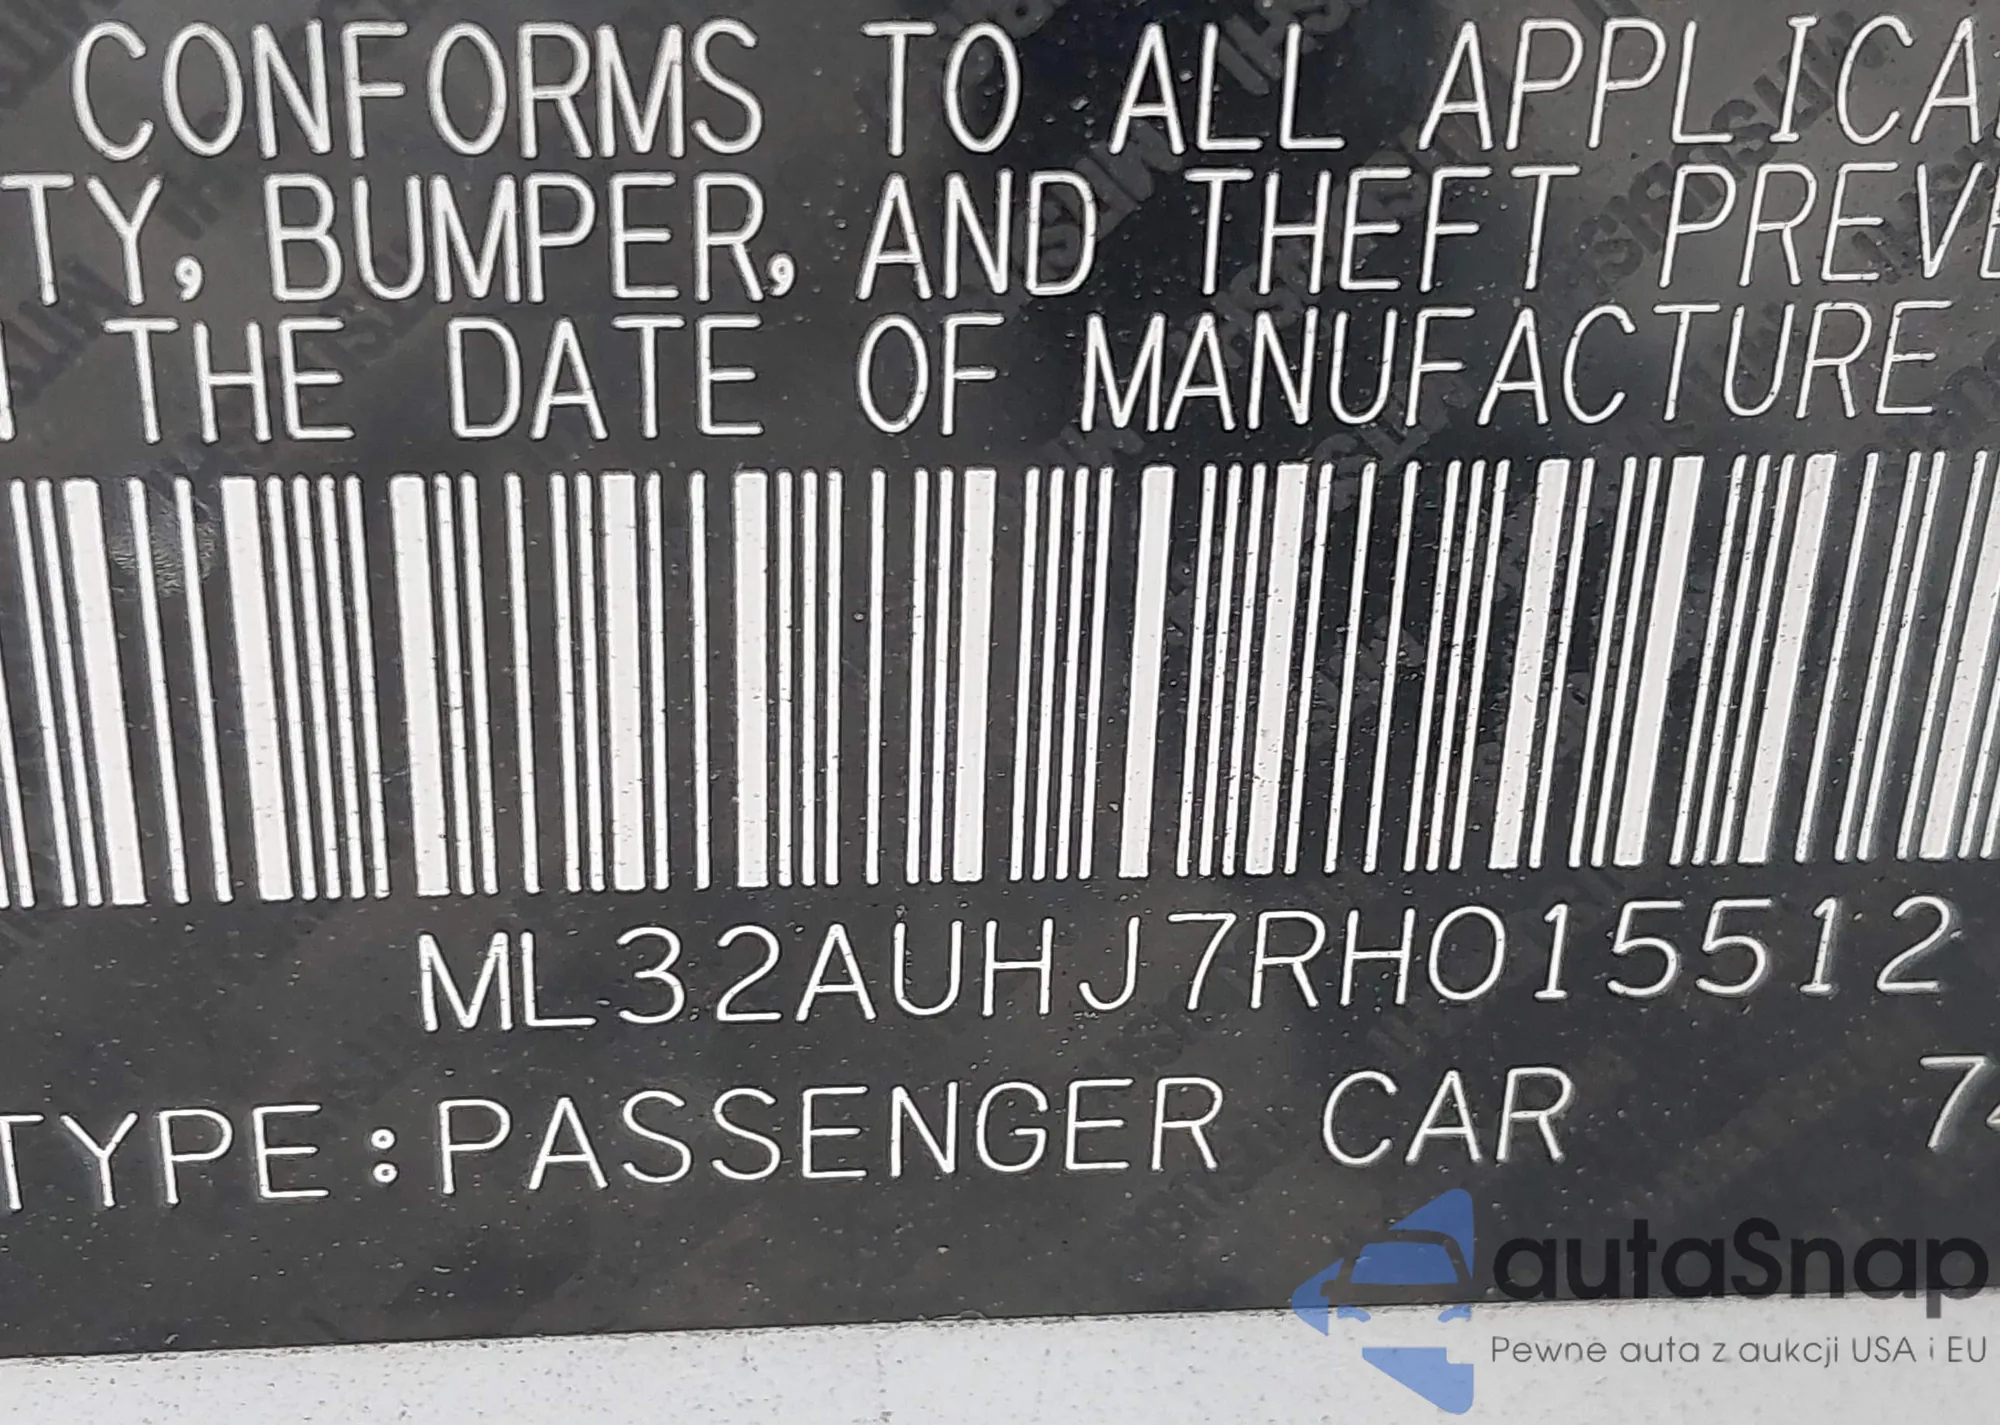 CONFORMS TO ALL APPLICA
TY, BUMPER, AND THEFT PREVE
THE DATE OF MANUFACTURE
ML32AUHJ7RH015512
TYPE:PASSENGER CAR 74
autaSnap
Pewne auta z aukcji USA i EU